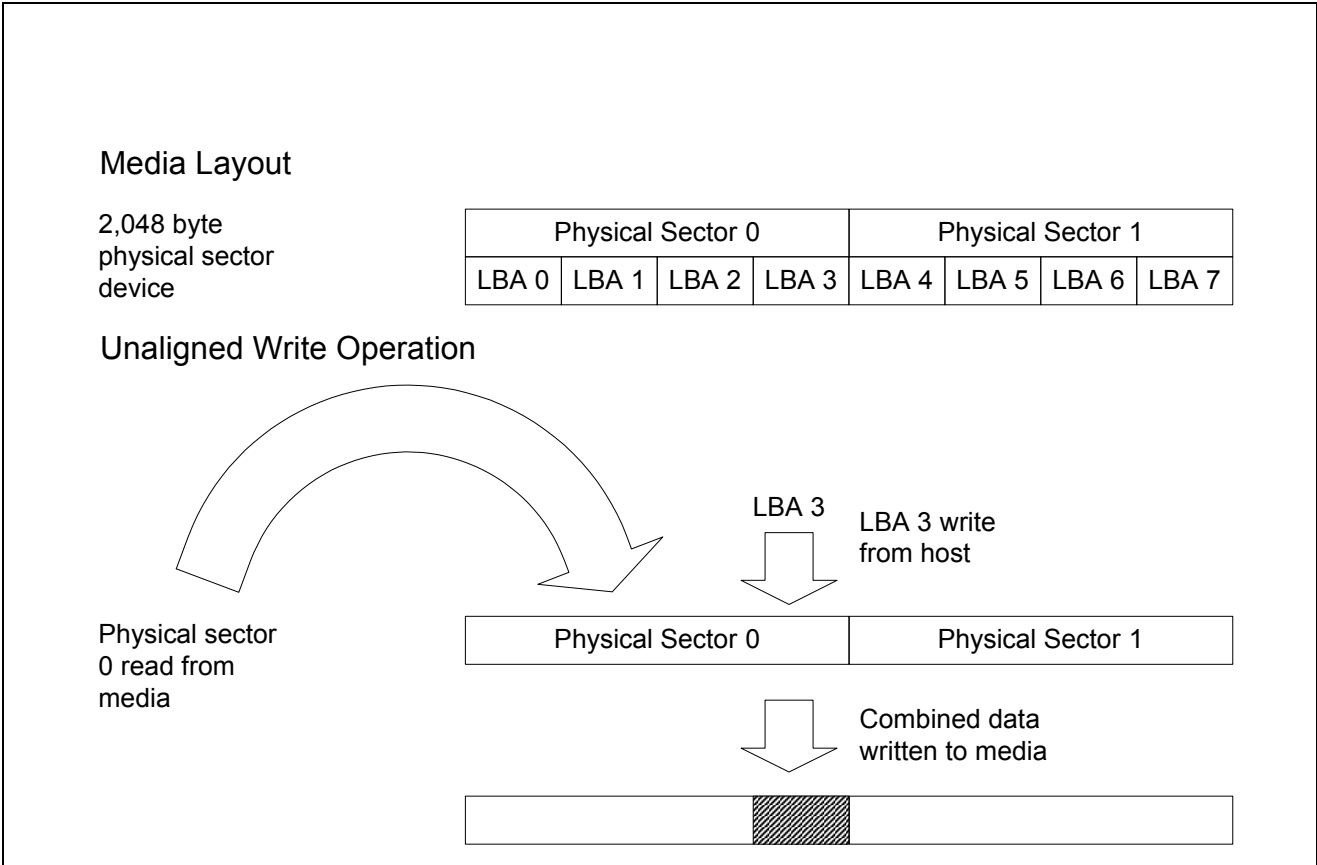 Media Layout
2,048 byte
physical sector
device
Physical Sector 0
Physical Sector 1
LBA 0 LBA 1 LBA 2 LBA 3 LBA 4 LBA 5 LBA 6 LBA 7
Unaligned Write Operation
LBA 3
LBA 3 write
from host
Physical sector
0 read from
media
Physical Sector 0
Physical Sector 1
Combined data
written to media